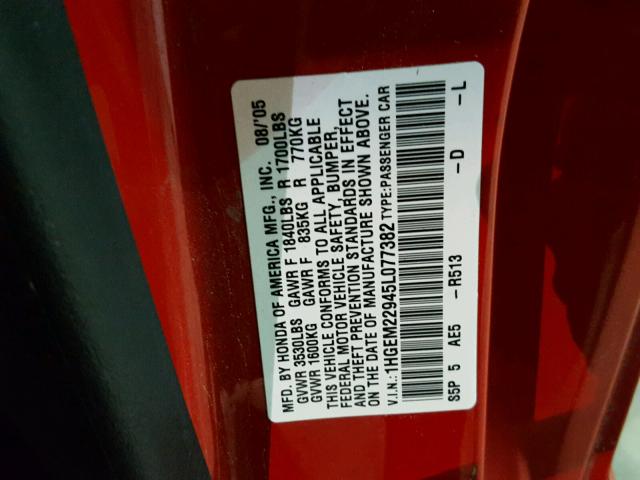 MFD. BY HONDA OF AMERICA MFG., INC. 08/'05
GVWR 3530LBS GAWR F 1840LBS R 1700LBS
GVWR 1600KG GAWR F 835KG R 770KG
THIS VEHICLE CONFORMS TO ALL APPLICABLE
FEDERAL MOTOR VEHICLE SAFETY, BUMPER,
AND THEFT PREVENTION STANDARDS IN EFFECT
ON THE DATE OF MANUFACTURE SHOWN ABOVE.
V.I.N.: 1HGEM22945L077382 TYPE:PASSENGER CAR
S5P 5 AE5 -R513 -D -L